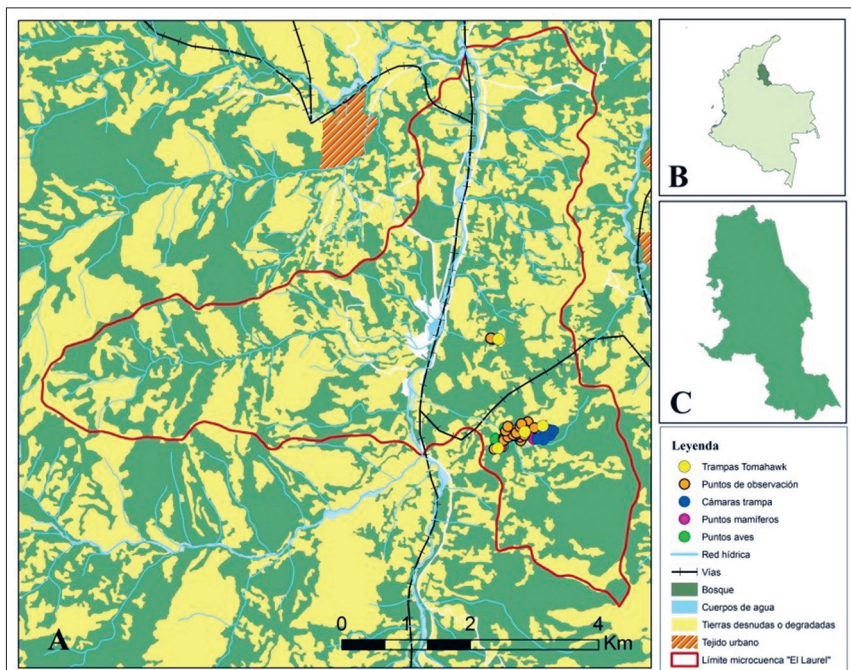 A
0 2 4
Km
B
C
Leyenda
Trampas Tomahawk
Puntos de observación
Cámaras trampa
Puntos mamíferos
Puntos aves
Red hídrica
Vías
Bosque
Cuerpos de agua
Tierras desnudas o degradadas
Tejido urbano
Límite microcuenca "El Laurel"